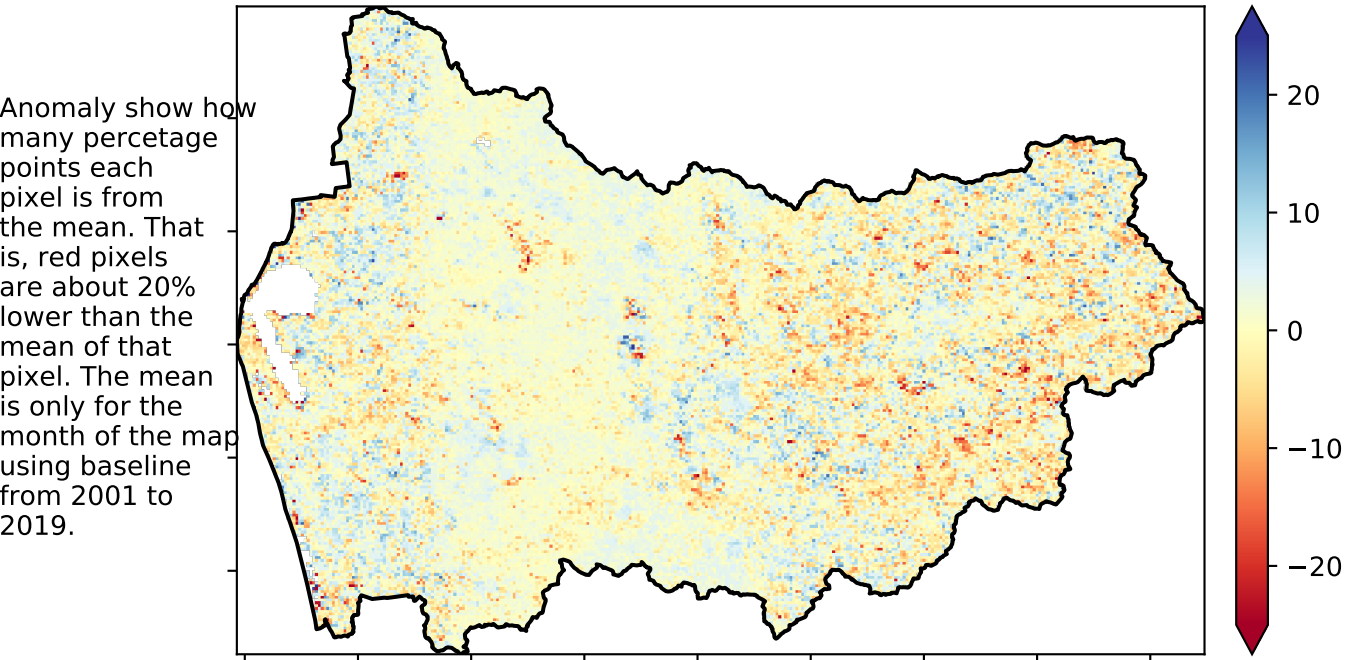 Anomaly show how
many percetage
points each
pixel is from
the mean. That
is, red pixels
are about 20%
lower than the
mean of that
pixel. The mean
is only for the
month of the map
using baseline
from 2001 to
2019.
20
10
0
−10
−20